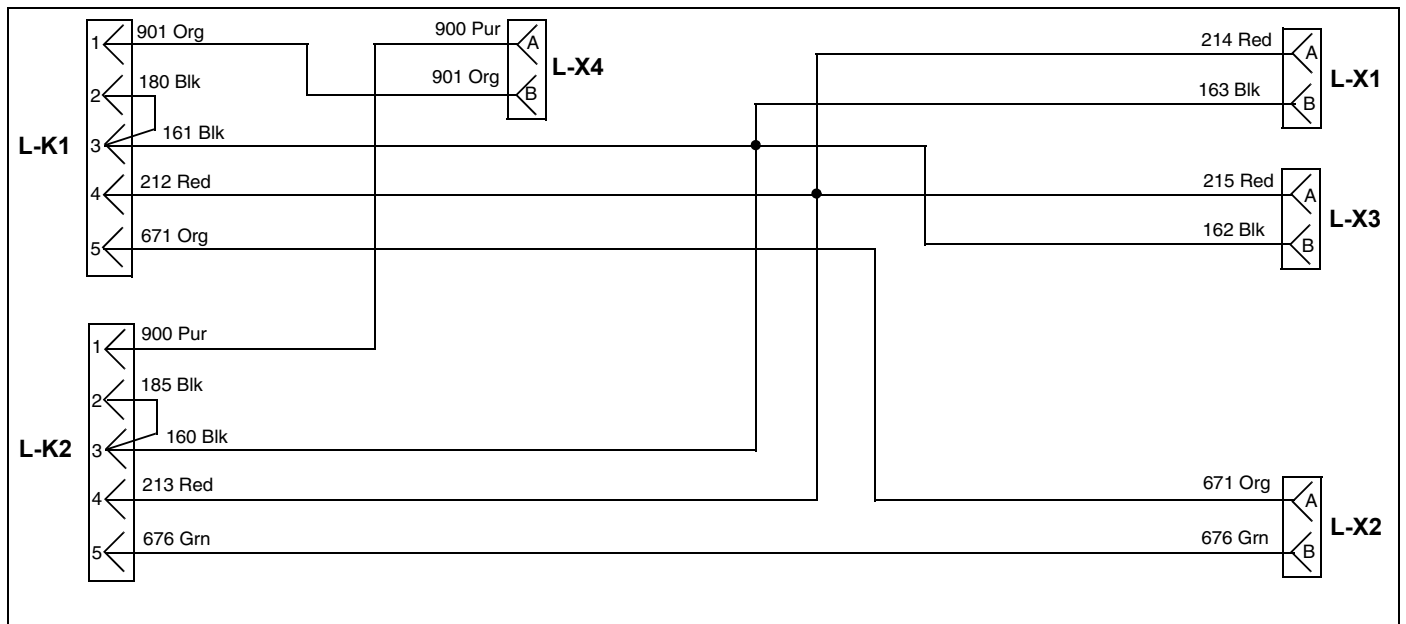 L-K1
1
901 Org
2
180 Blk
3
161 Blk
4
212 Red
5
671 Org
L-K2
1
900 Pur
2
185 Blk
3
160 Blk
4
213 Red
5
676 Grn
900 Pur
A
901 Org
B
L-X4
214 Red
A
163 Blk
B
L-X1
215 Red
A
162 Blk
B
L-X3
671 Org
A
676 Grn
B
L-X2